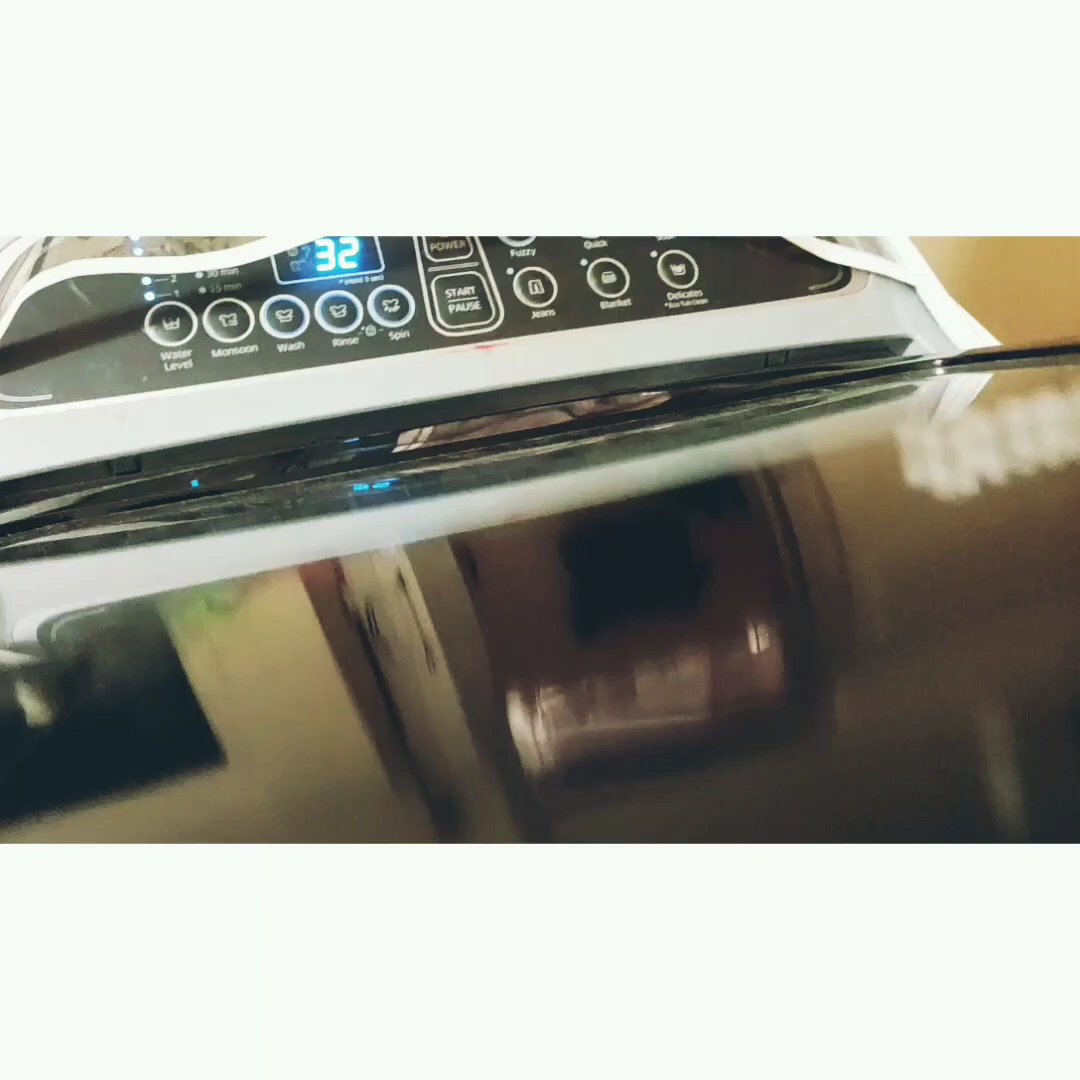 2
1
30 min
15 min
32
POWER
START
PAUSE
Fuzzy
Quick
Water
Level
Monsoon
Wash
Rinse
Spin
Jeans
Blanket
Delicates